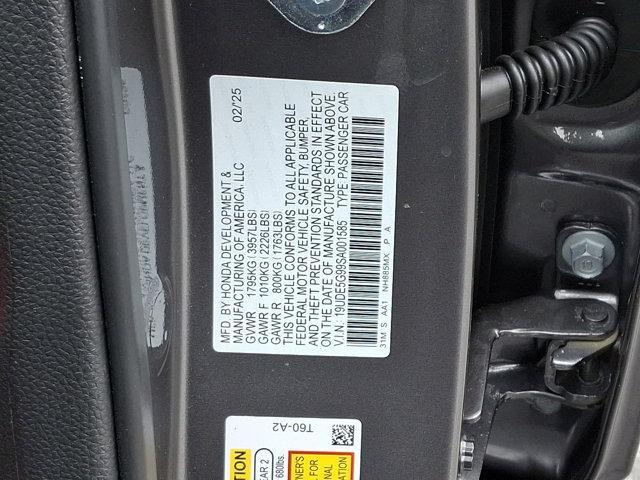 MFD. BY HONDA DEVELOPMENT & 02/25
MANUFACTURING OF AMERICA, LLC
GVWR 1795KG(3957LBS)
GAWR F 1010KG(2226LBS)
GAWR R 800KG(1763LBS)
THIS VEHICLE CONFORMS TO ALL APPLICABLE
FEDERAL MOTOR VEHICLE SAFETY, BUMPER,
AND THEFT PREVENTION STANDARDS IN EFFECT
ON THE DATE OF MANUFACTURE SHOWN ABOVE.
V.I.N. 19UDE5G99SA001585 TYPE PASSENGER CAR
31M S AA1 NH885MX P A
T60-A2